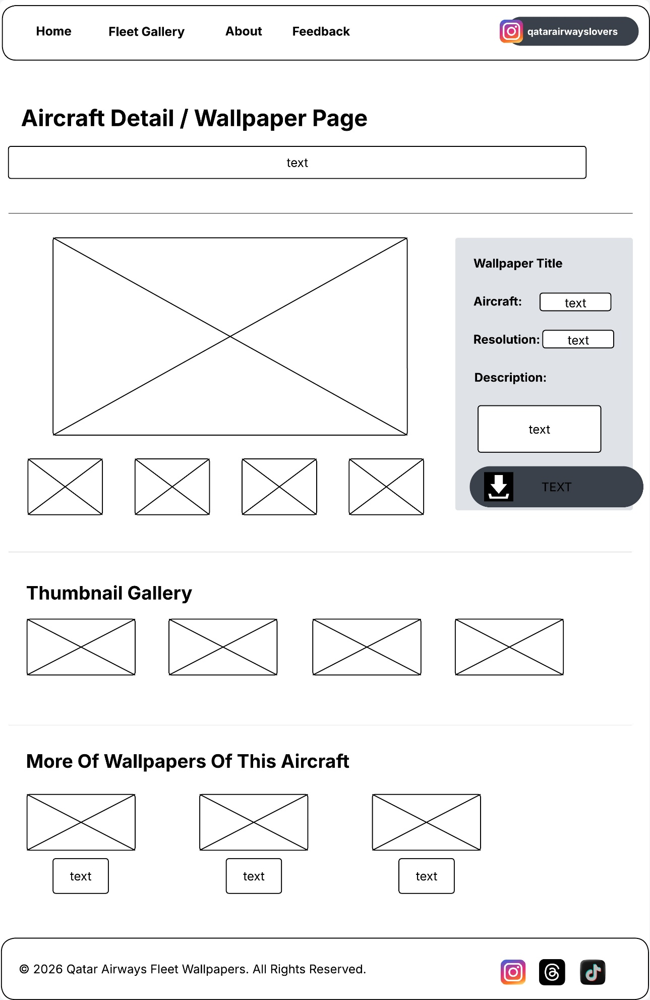 Home
Fleet Gallery
About
Feedback
qatarairwayslovers
Aircraft Detail / Wallpaper Page
text
Wallpaper Title
Aircraft: text
Resolution: text
Description:
text
TEXT
Thumbnail Gallery
More Of Wallpapers Of This Aircraft
text
text
text
© 2026 Qatar Airways Fleet Wallpapers. All Rights Reserved.